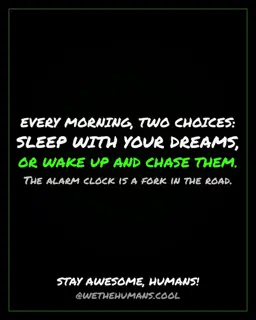 EVERY MORNING, TWO CHOICES:
SLEEP WITH YOUR DREAMS,
OR WAKE UP AND CHASE THEM.
THE ALARM CLOCK IS A FORK IN THE ROAD.
STAY AWESOME, HUMANS!
@WETHEHUMANS.COOL